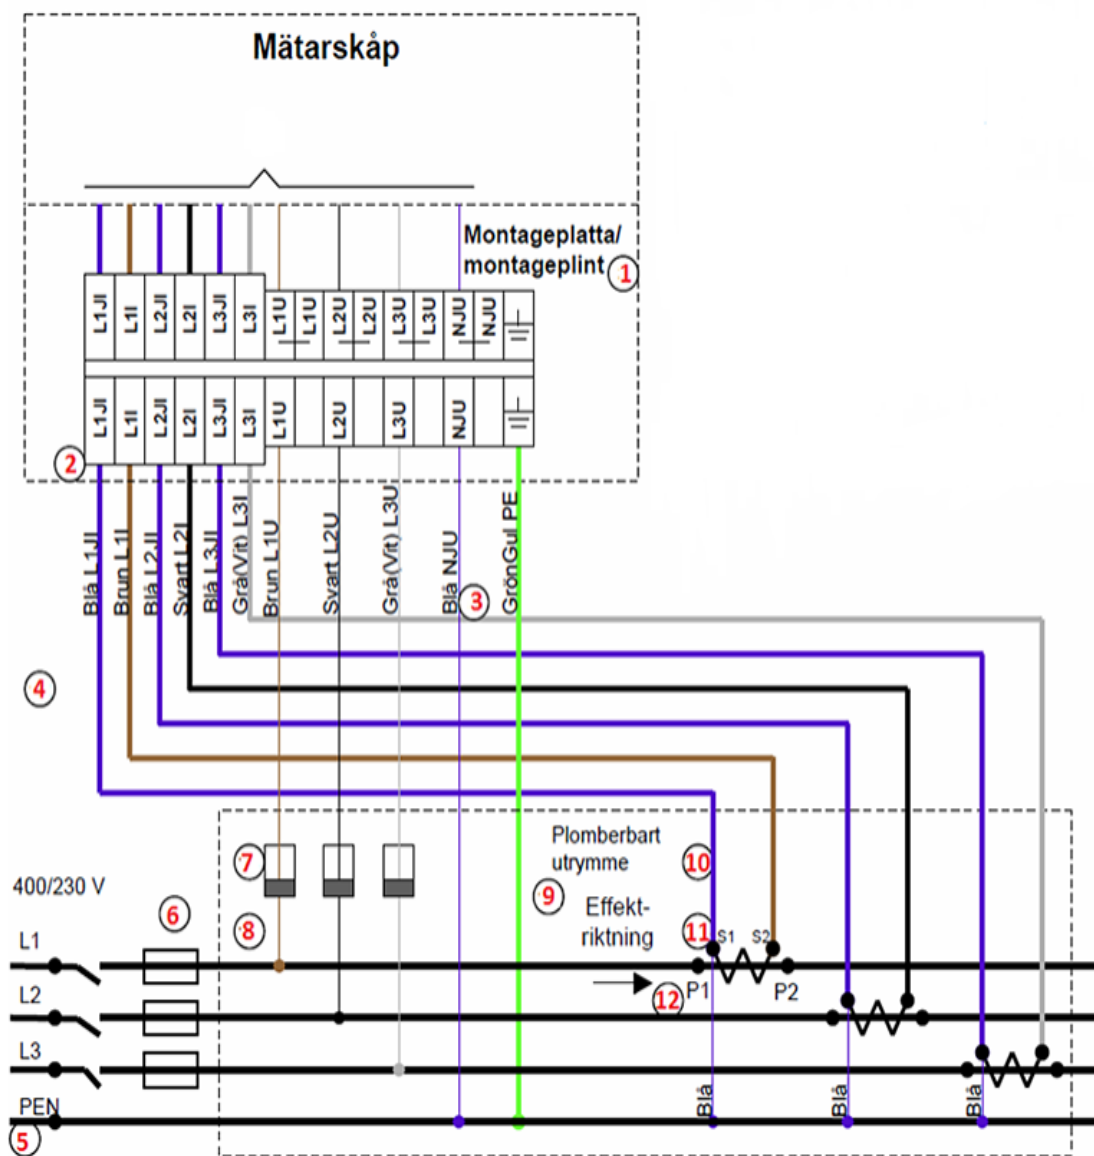 Mätarskåp
Montageplatta/
montageplint
1
L1JI
L1I
L2JI
L2I
L3JI
L3I
L1U
L1U
L2U
L2U
L3U
L3U
NJU
NJU
L1JI
L1I
L2JI
L2I
L3JI
L3I
L1U
L2U
L3U
NJU
2
Blå L1JI
Brun L1I
Blå L2JI
Svart L2I
Blå L3JI
Grå(Vit) L3I
Brun L1U
Svart L2U
Grå(Vit) L3U
Blå NJU
GrönGul PE
3
4
Plomberbart
utrymme
7
10
400/230 V
9
6
Effekt-
riktning
8
11
S1
S2
L1
P1
P2
12
L2
L3
PEN
Blå
Blå
Blå
5